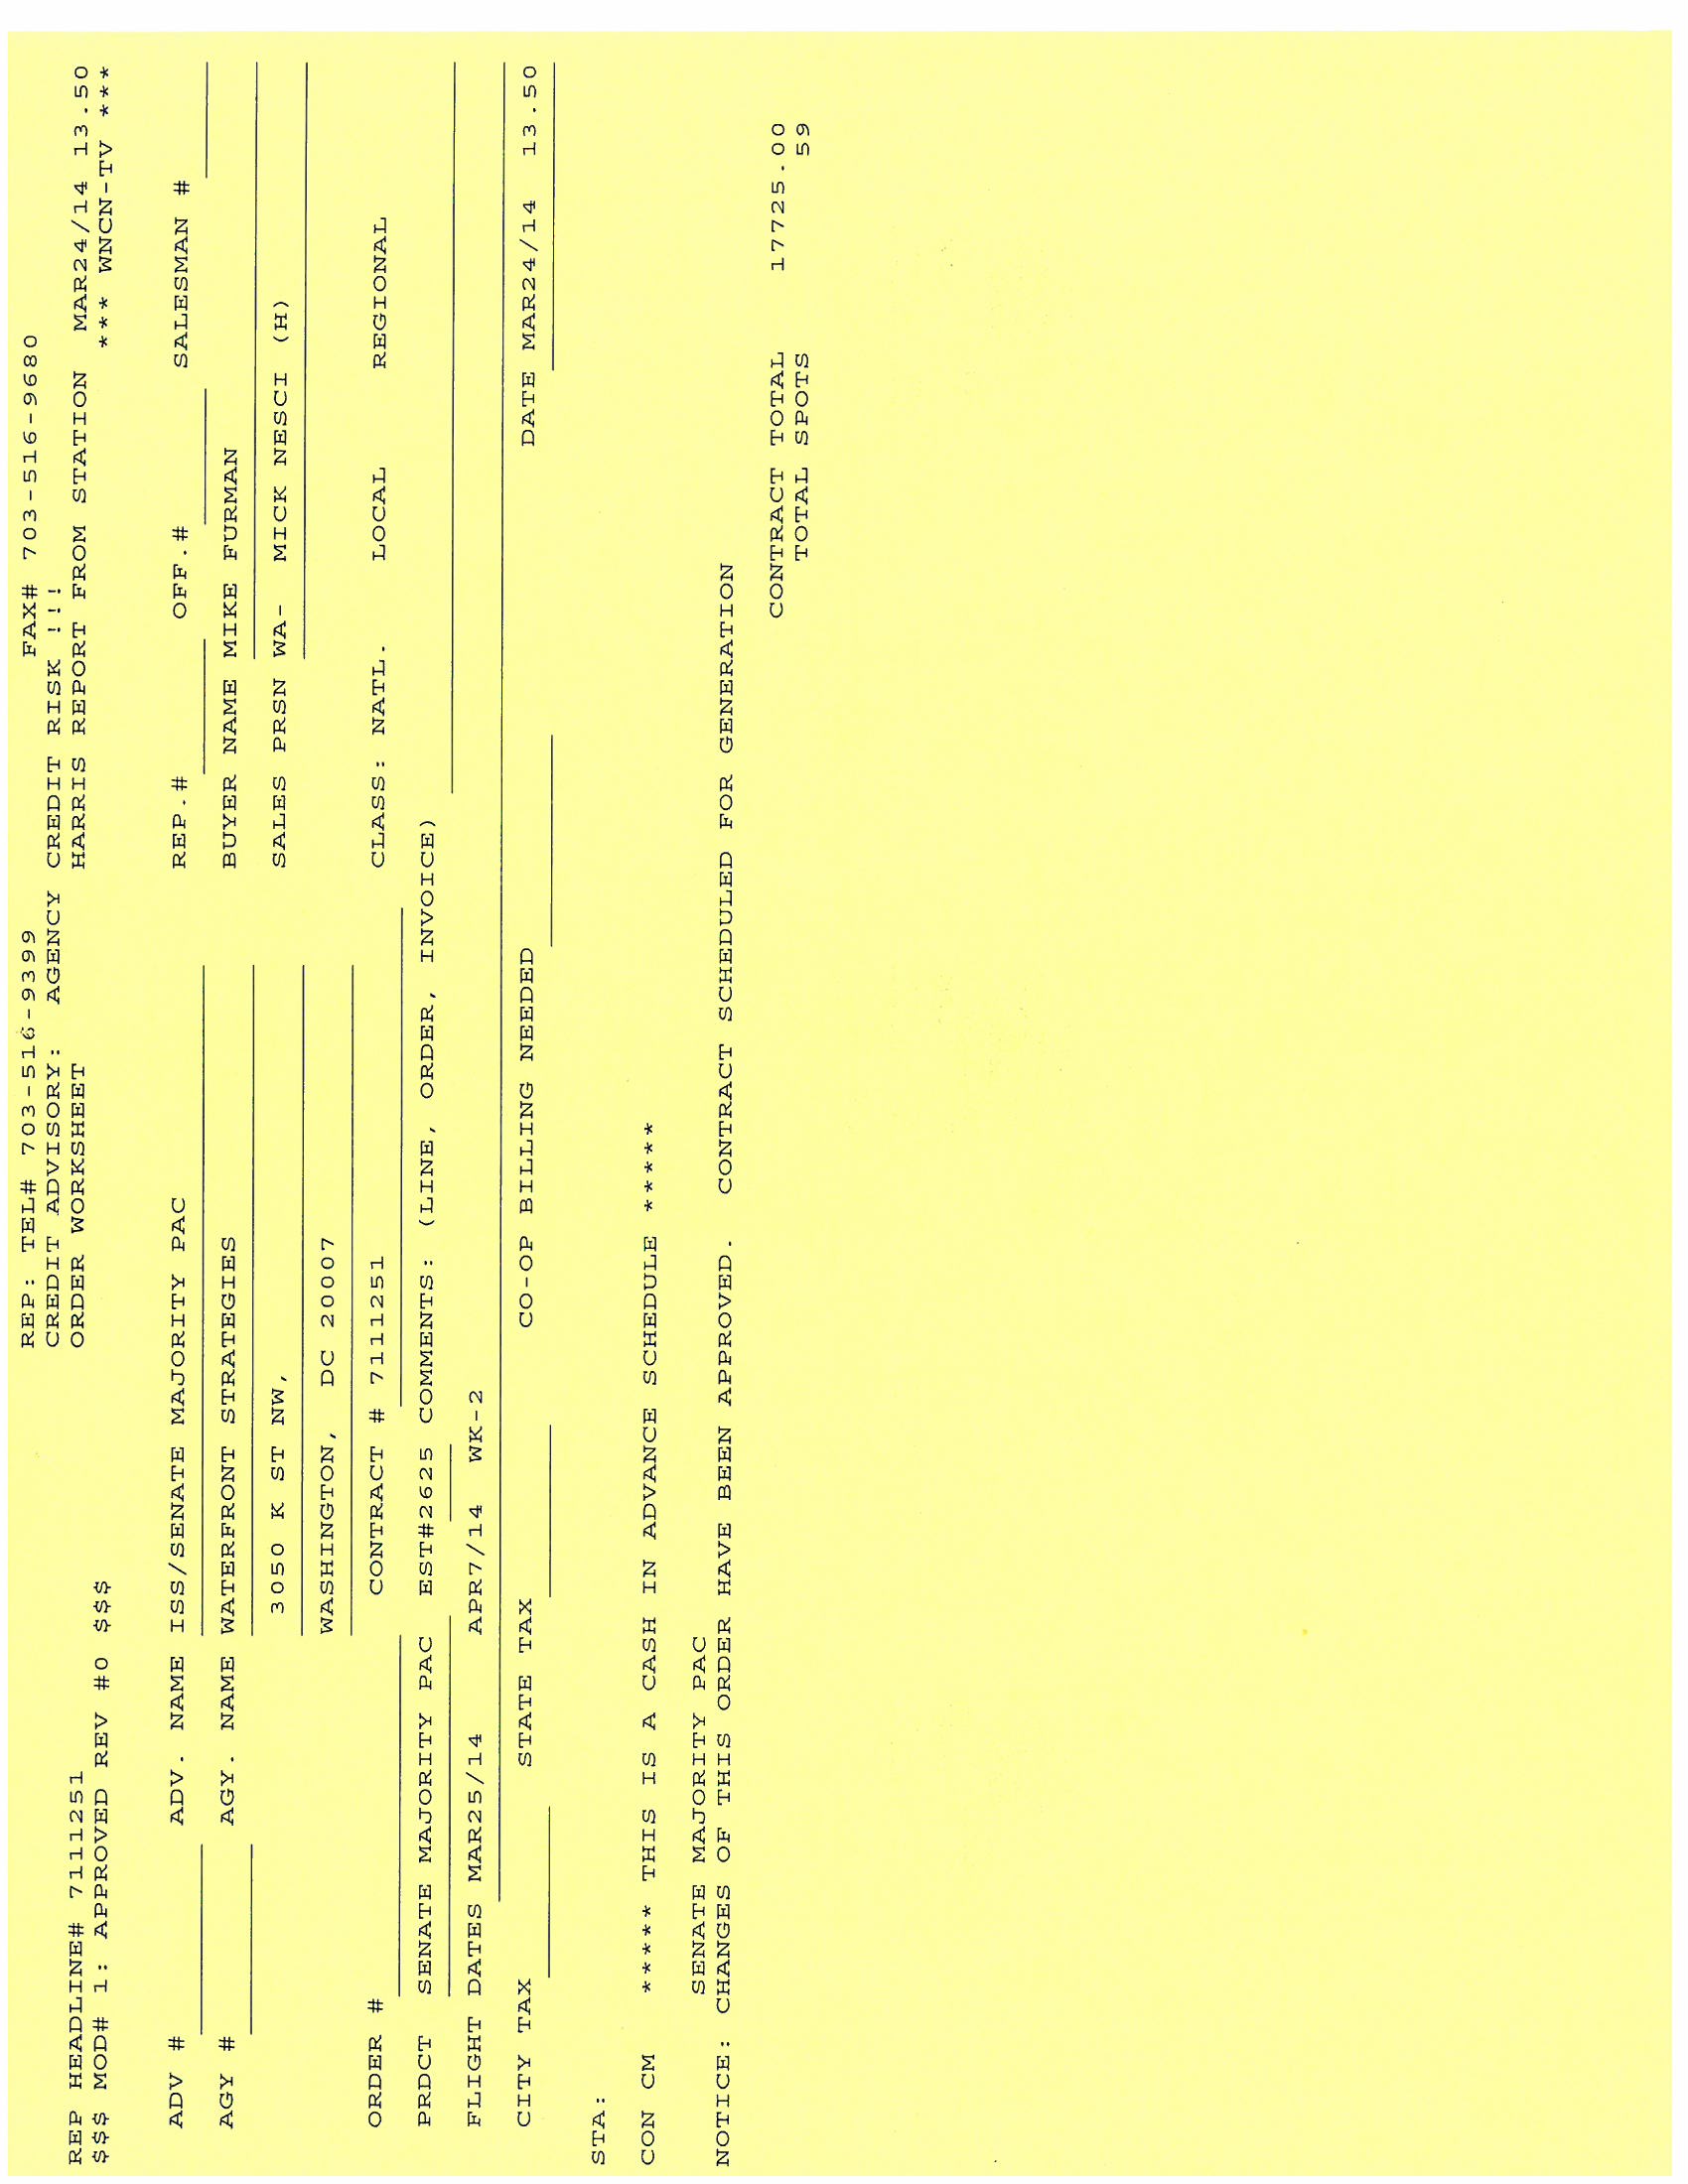 REP: TEL# 703-516-9399 FAX# 703-516-9680
CREDIT ADVISORY: AGENCY CREDIT RISK !!!
REP HEADLINE# 7111251 ORDER WORKSHEET HARRIS REPORT FROM STATION MAR24/14 13.50
$$$ MOD# 1: APPROVED REV #0 $$$ *** WNCN-TV ***
ADV # ADV. NAME ISS/SENATE MAJORITY PAC REP.# OFF.# SALESMAN #
AGY # AGY. NAME WATERFRONT STRATEGIES BUYER NAME MIKE FURMAN
3050 K ST NW, SALES PRSN WA- MICK NESCI (H)
WASHINGTON, DC 20007
ORDER # CONTRACT # 7111251 CLASS: NATL. LOCAL REGIONAL
PRDCT SENATE MAJORITY PAC EST#2625 COMMENTS: (LINE, ORDER, INVOICE)
FLIGHT DATES MAR25/14 APR7/14 WK-2
CITY TAX STATE TAX CO-OP BILLING NEEDED DATE MAR24/14 13.50
STA:
CON CM ***** THIS IS A CASH IN ADVANCE SCHEDULE *****
SENATE MAJORITY PAC
NOTICE: CHANGES OF THIS ORDER HAVE BEEN APPROVED. CONTRACT SCHEDULED FOR GENERATION
CONTRACT TOTAL 17725.00
TOTAL SPOTS 59